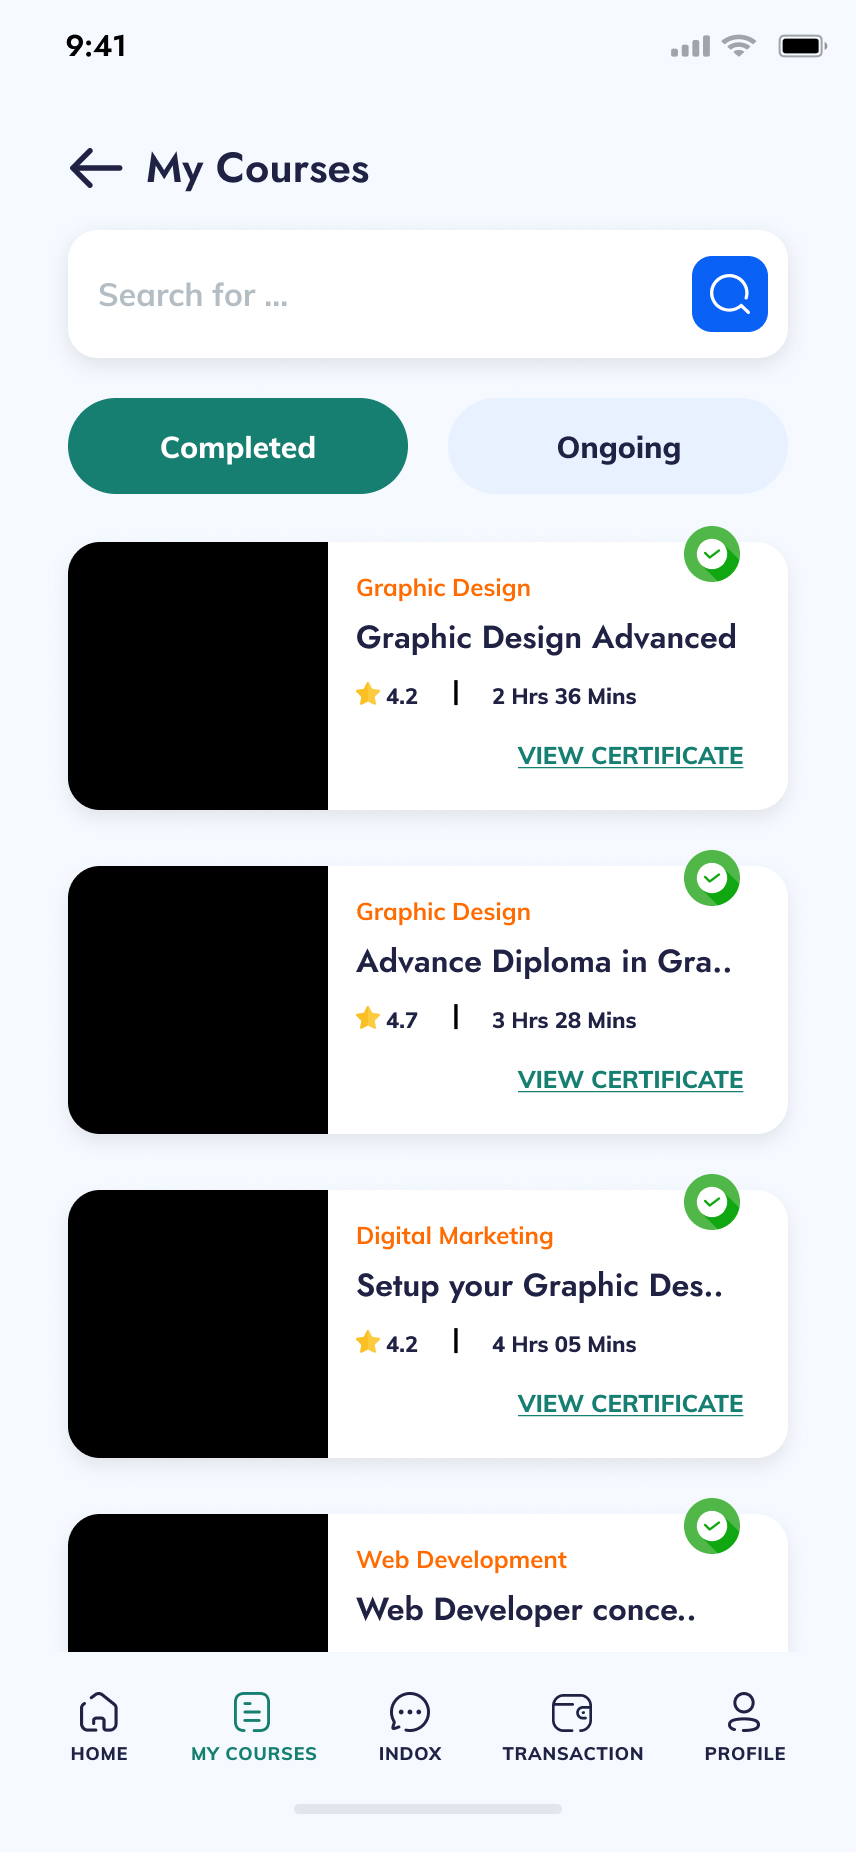 9:41
My Courses
Search for ...
Completed
Ongoing
Graphic Design
Graphic Design Advanced
4.2 | 2 Hrs 36 Mins
VIEW CERTIFICATE
Graphic Design
Advance Diploma in Gra..
4.7 | 3 Hrs 28 Mins
VIEW CERTIFICATE
Digital Marketing
Setup your Graphic Des..
4.2 | 4 Hrs 05 Mins
VIEW CERTIFICATE
Web Development
Web Developer conce..
HOME
MY COURSES
INDOX
TRANSACTION
PROFILE